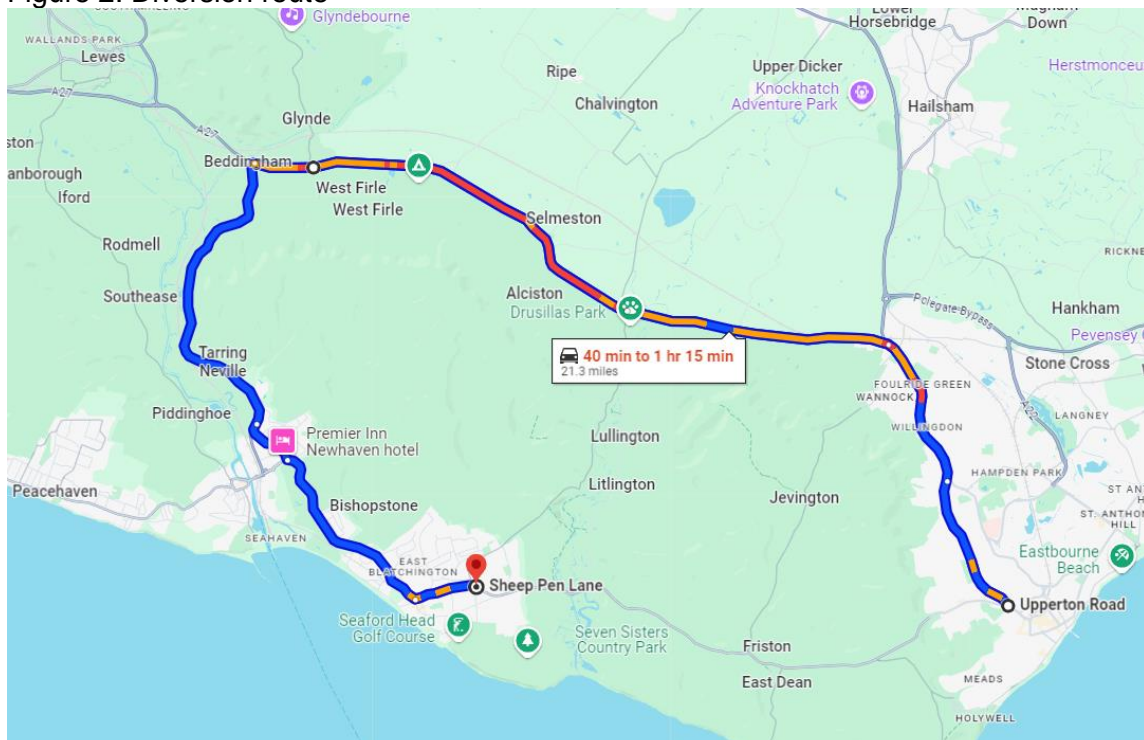 Figure 2. Diversion route
Glyndebourne
Lower
Horsebridge
Down
WALLANDS PARK
Lewes
Ripe
Upper Dicker
Herstmonceu
Chalvington
Knockhatch
Adventure Park
A27
Hailsham
A27
Glynde
ston
Beddingham
anborough
Iford
West Firle
West Firle
Selmeston
Rodmell
RICKNE
Southease
Alciston
Drusillas Park
Polegate Bypass
Hankham
Pevensey
40 min to 1 hr 15 min
21.3 miles
Stone Cross
Tarring
Neville
FOULRIDE GREEN
WANNOCK
A22
LANGNEY
Piddinghoe
WILLINGDON
Premier Inn
Newhaven hotel
Lullington
HAMPDEN PARK
Peacehaven
Litlington
Jevington
ST AN
Bishopstone
ST. ANTHON
HILL
SEAHAVEN
Eastbourne
Beach
EAST
BLATCHINGTON
Sheep Pen Lane
Upperton Road
Seaford Head
Golf Course
Seven Sisters
Country Park
Friston
East Dean
MEADS
HOLYWELL